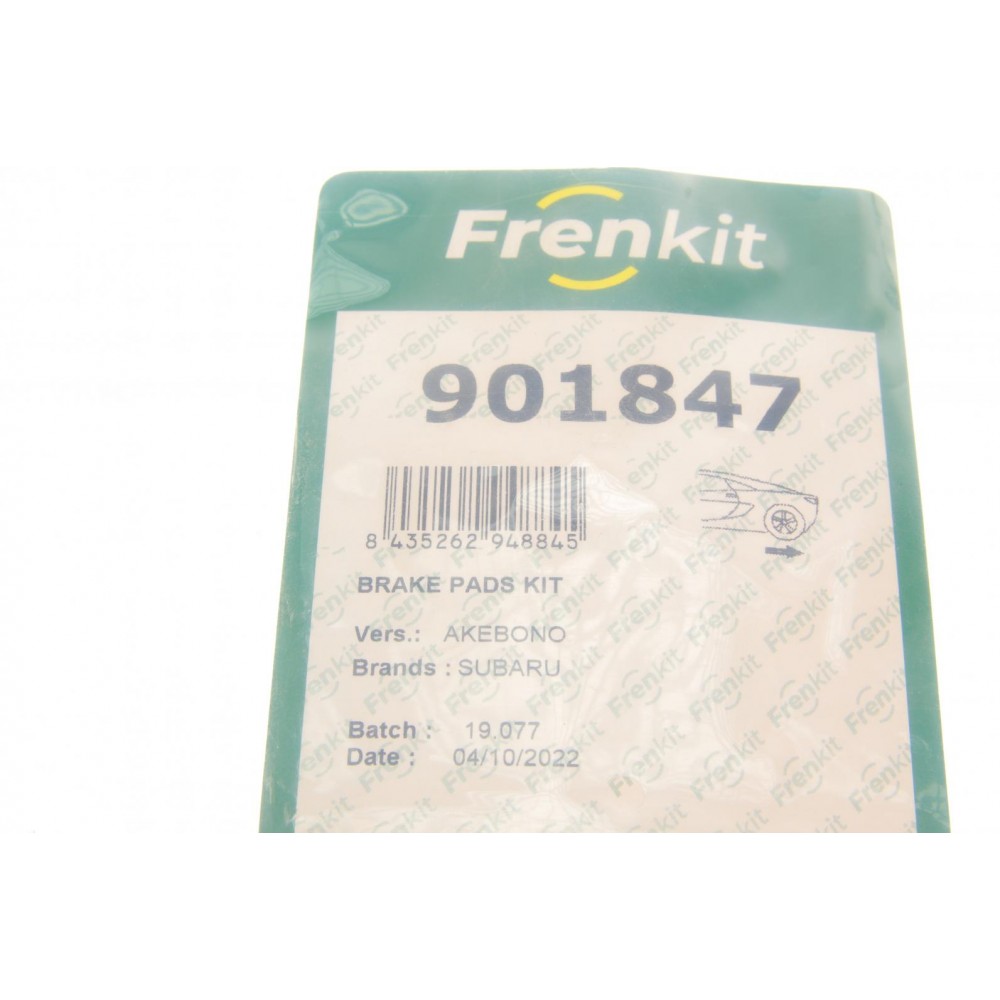 Frenkit
901847
8 435262 948845
BRAKE PADS KIT
Vers.: AKEBONO
Brands : SUBARU
Batch : 19.077
Date : 04/10/2022